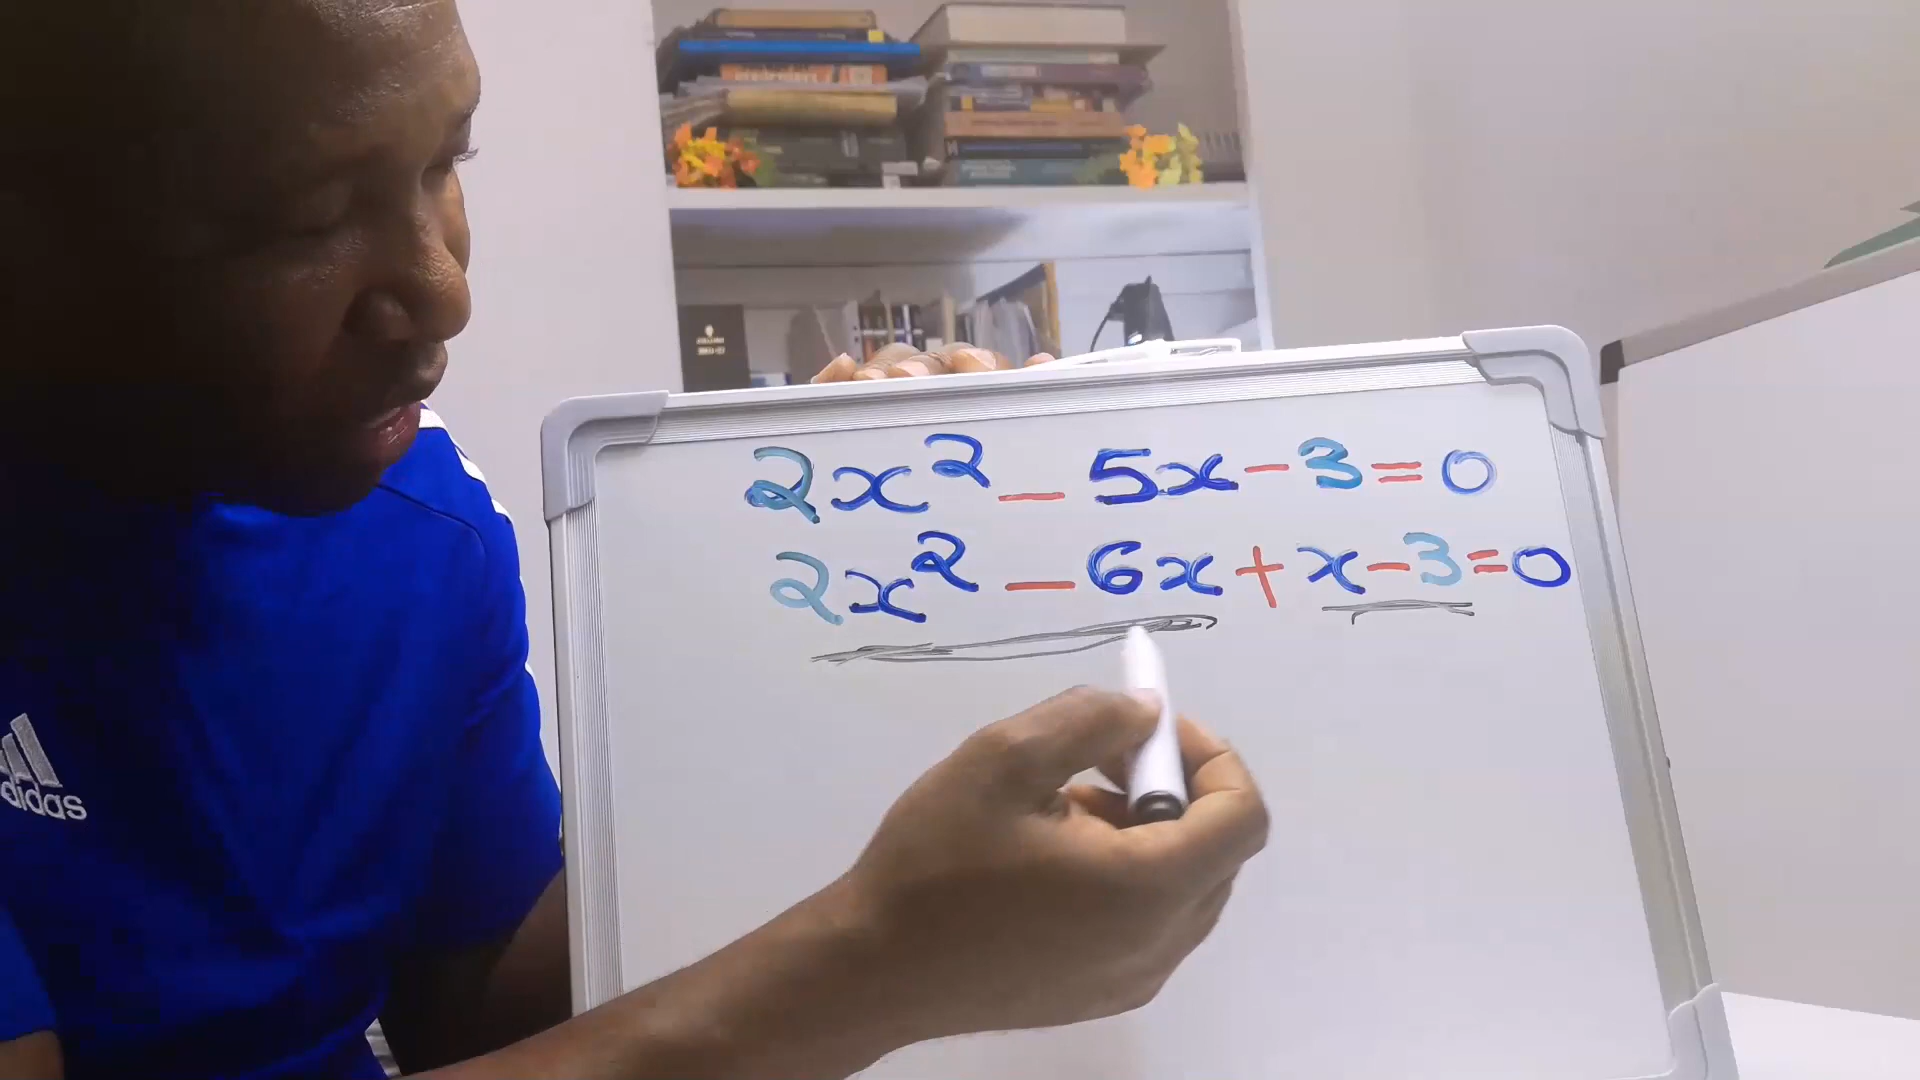 2x² - 5x - 3 = 0
2x² - 6x + x - 3 = 0
adidas